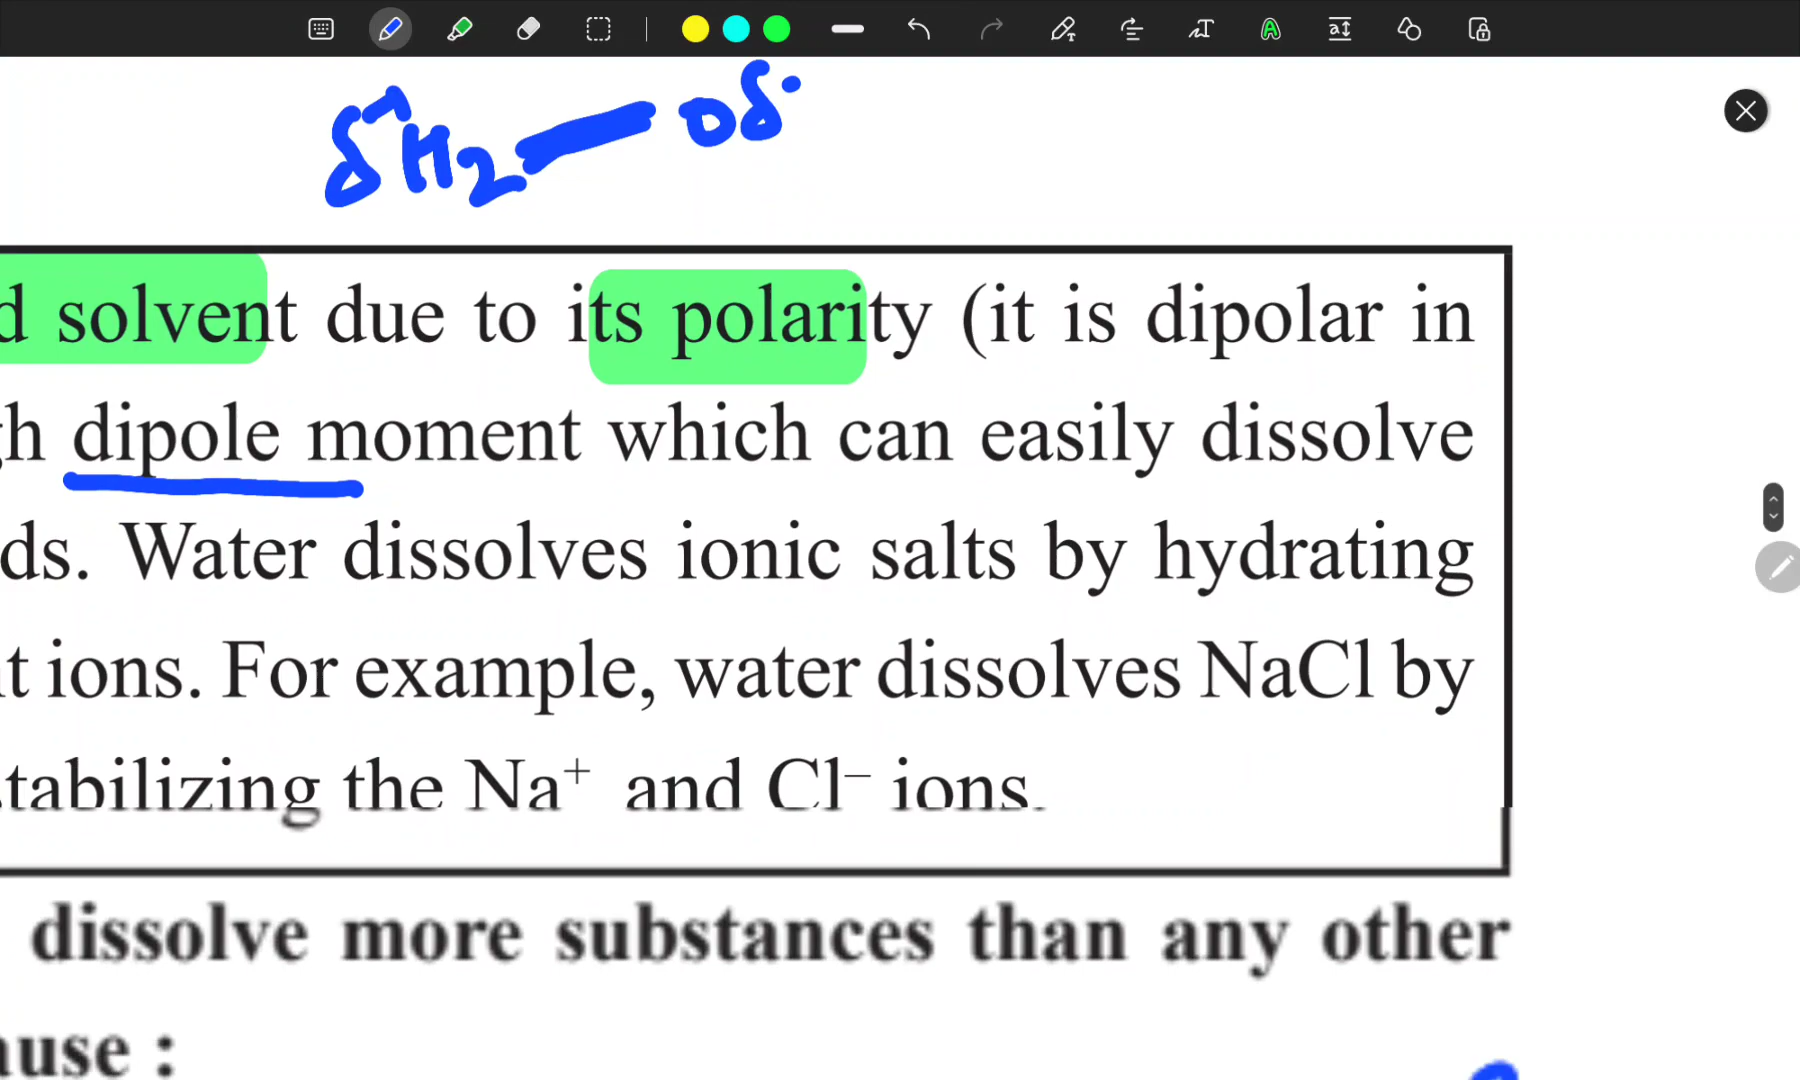 δ⁺H₂ — Oδ⁻
solvent due to its polarity (it is dipolar in
dipole moment which can easily dissolve
ds. Water dissolves ionic salts by hydrating
t ions. For example, water dissolves NaCl by
tabilizing the Na⁺ and Cl⁻ ions.
dissolve more substances than any other
ause :